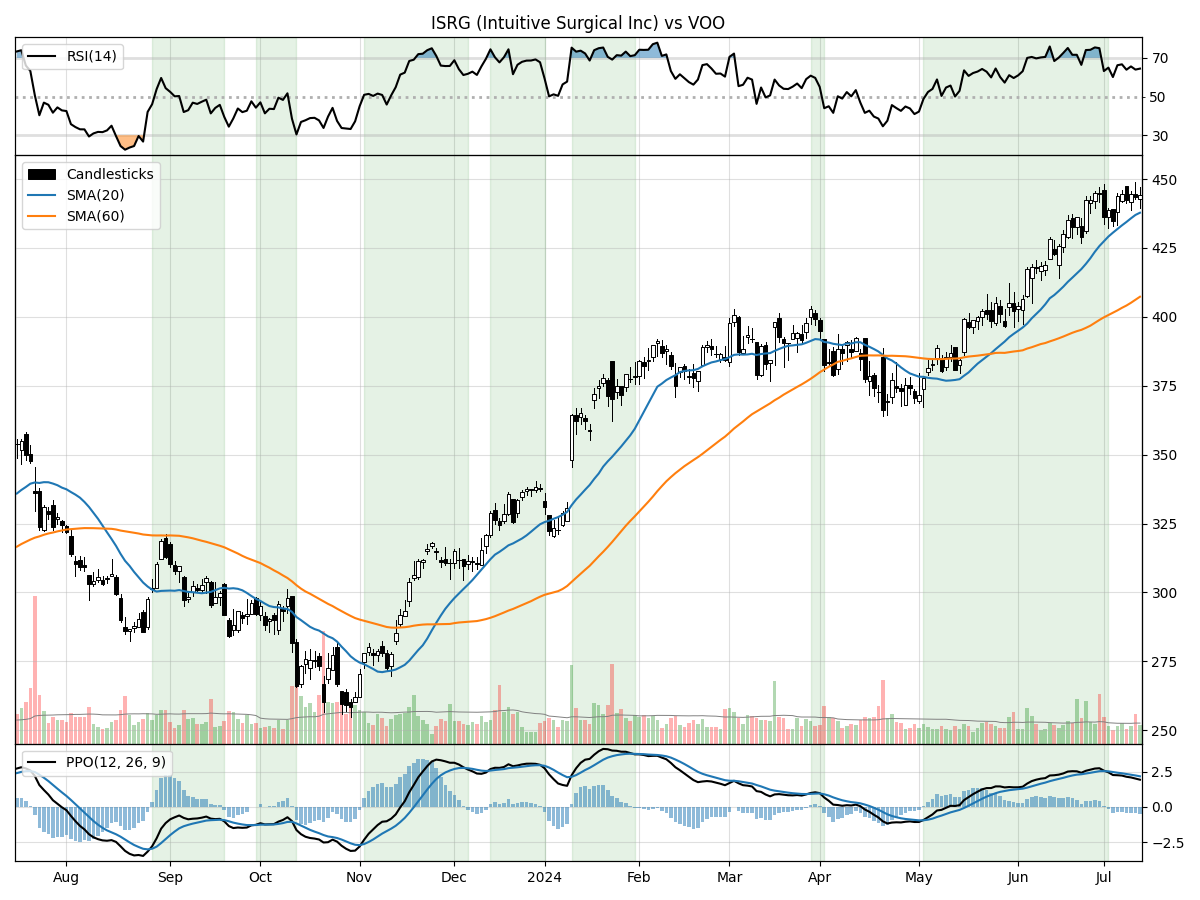 ISRG (Intuitive Surgical Inc) vs VOO
RSI(14)
70
50
30
Candlesticks
SMA(20)
SMA(60)
450
425
400
375
350
325
300
275
250
PPO(12, 26, 9)
2.5
0.0
−2.5
Aug Sep Oct Nov Dec 2024 Feb Mar Apr May Jun Jul